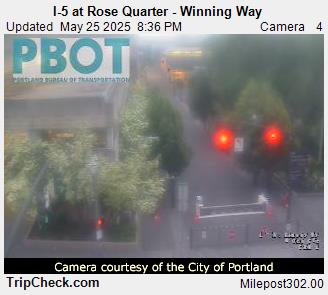 I-5 at Rose Quarter - Winning Way
Updated May 25 2025 8:36 PM Camera 4
PBOT
PORTLAND BUREAU OF TRANSPORTATION
Camera courtesy of the City of Portland
TripCheck.com Milepost302.00